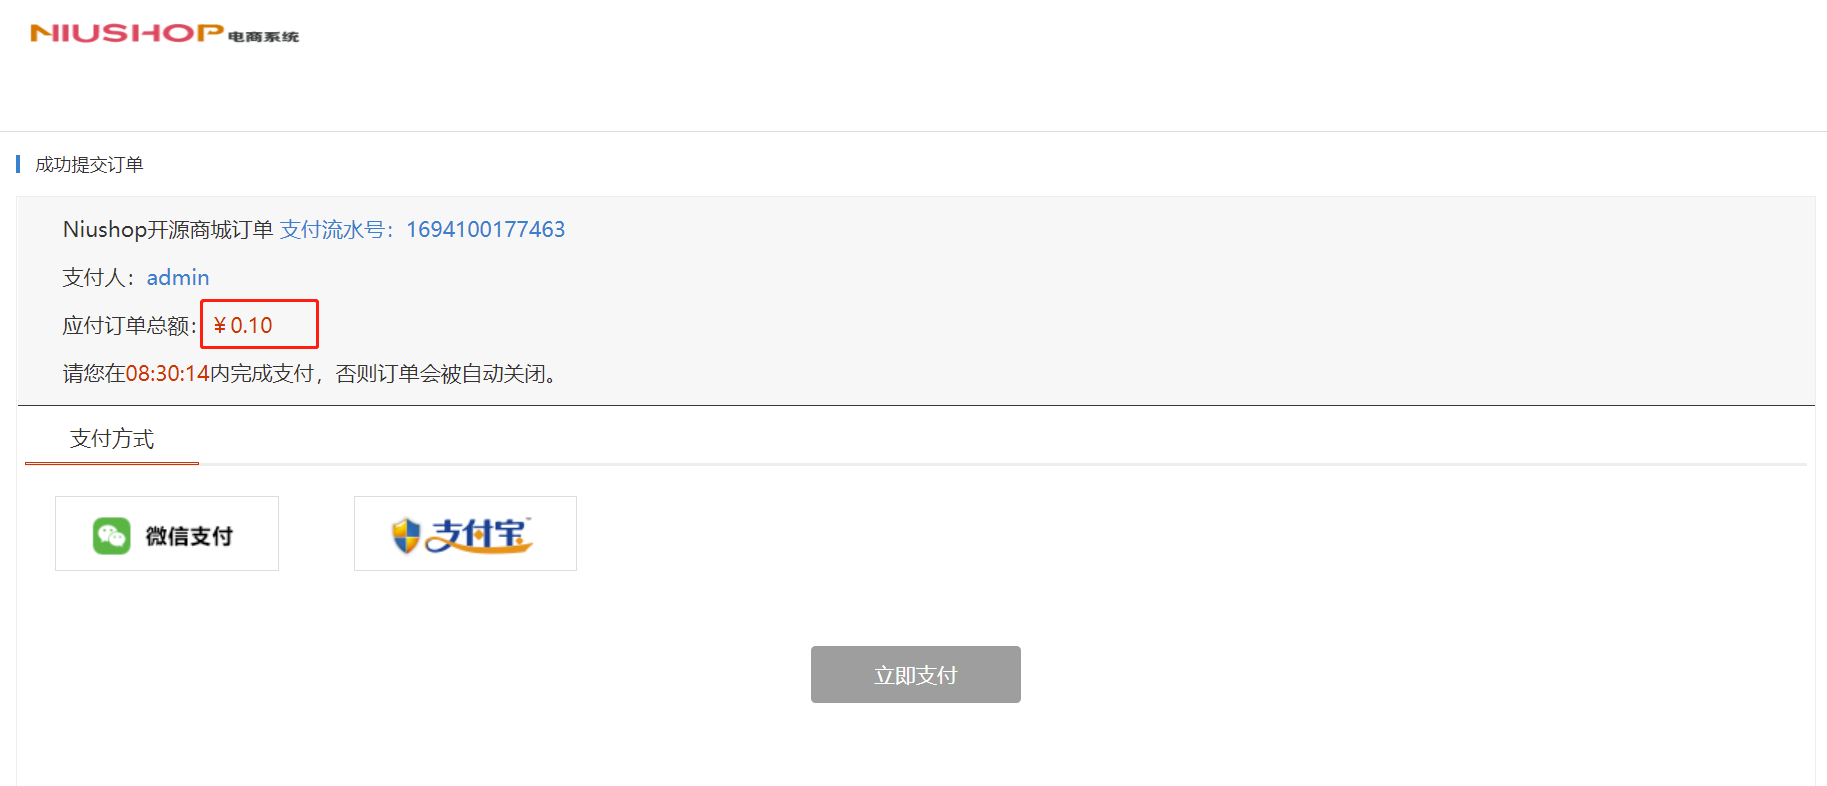 NIUSHOP电商系统
成功提交订单
Niushop开源商城订单 支付流水号：1694100177463
支付人：admin
应付订单总额：￥0.10
请您在08:30:14内完成支付，否则订单会被自动关闭。
支付方式
微信支付 支付宝™
立即支付